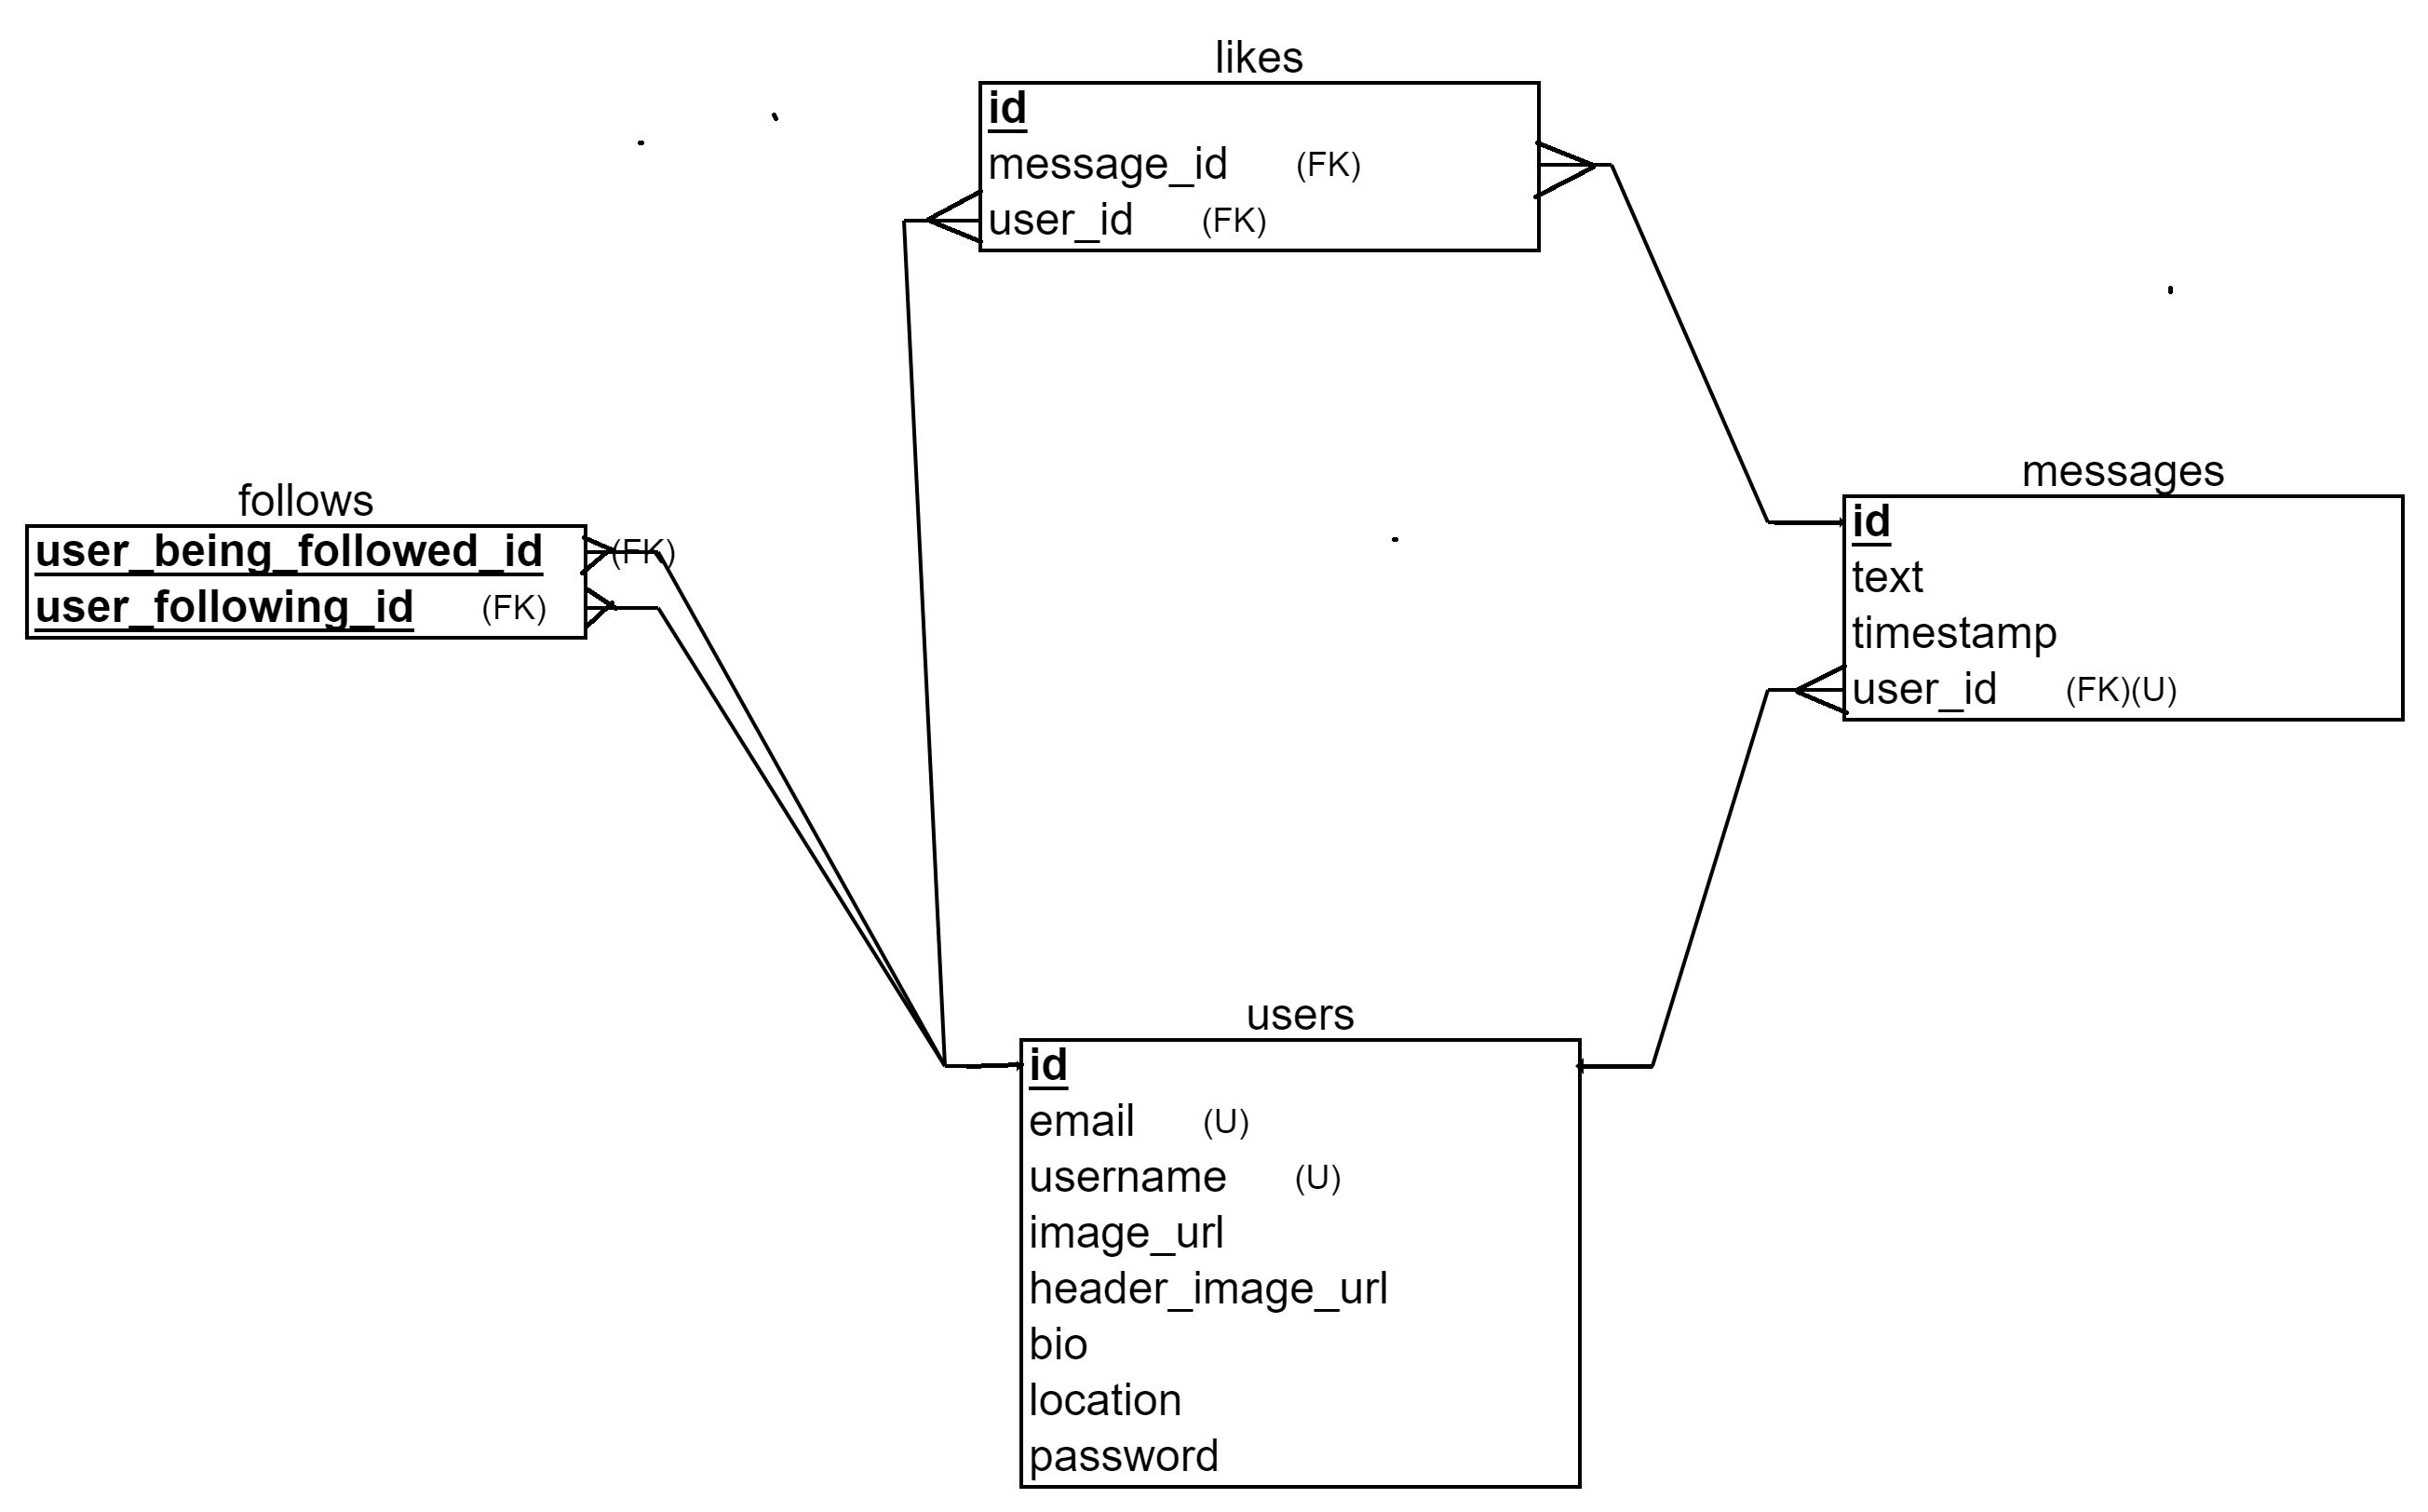 likes
id
message_id (FK)
user_id (FK)
follows
user_being_followed_id (FK)
user_following_id (FK)
messages
id
text
timestamp
user_id (FK)(U)
users
id
email (U)
username (U)
image_url
header_image_url
bio
location
password